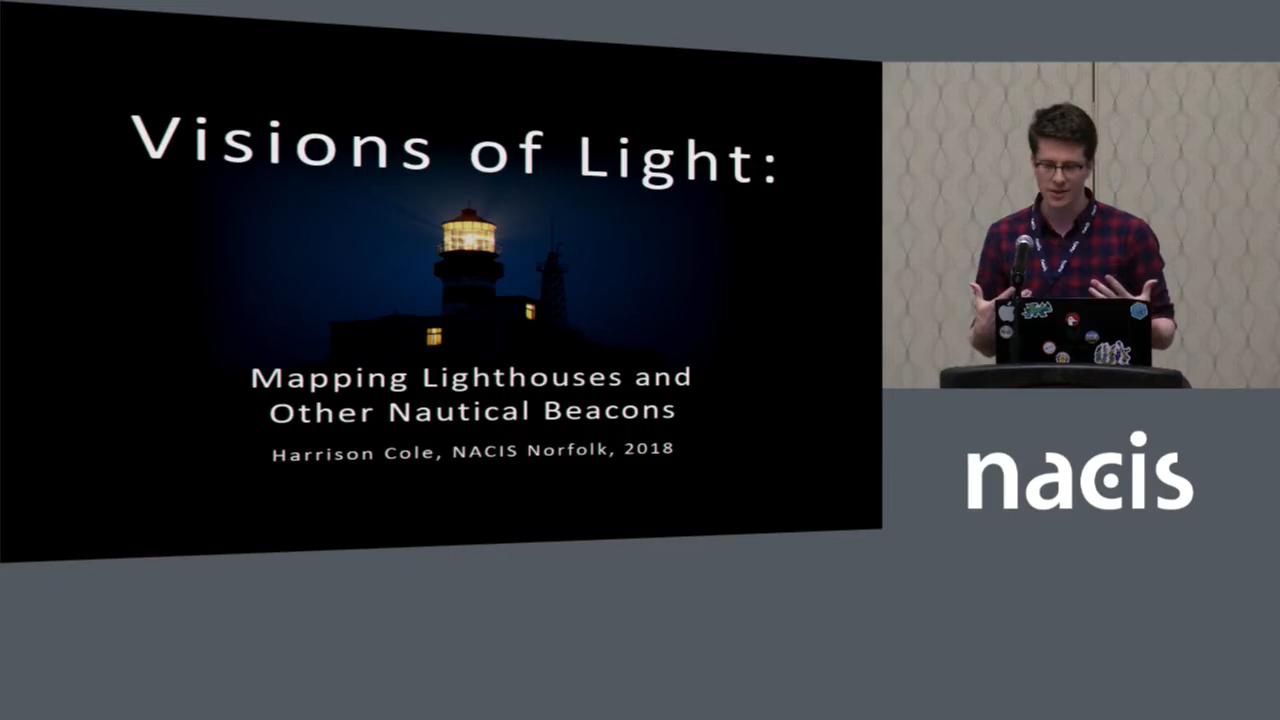 Visions of Light:
Mapping Lighthouses and
Other Nautical Beacons
Harrison Cole, NACIS Norfolk, 2018
nacis